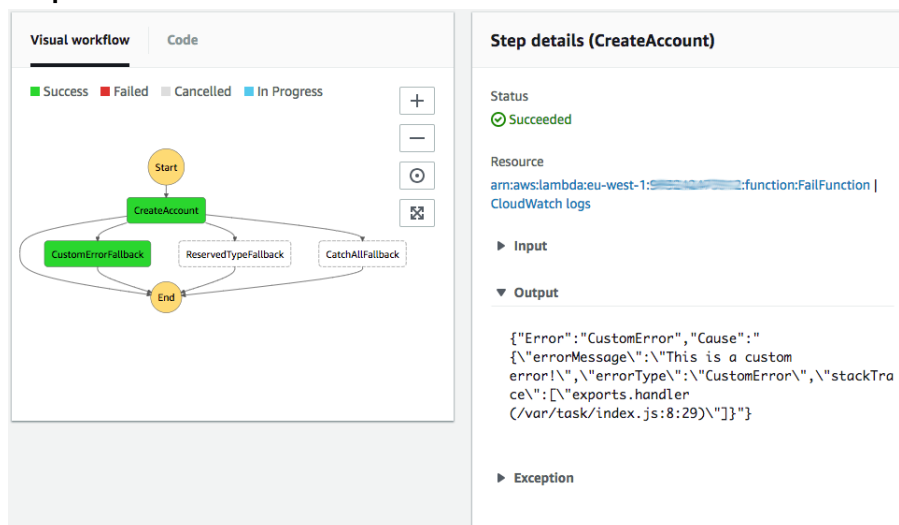 Visual workflow
Code
Success
Failed
Cancelled
In Progress
Start
CreateAccount
CustomErrorFallback
ReservedTypeFallback
CatchAllFallback
End
Step details (CreateAccount)
Status
Succeeded
Resource
arn:aws:lambda:eu-west-1: :function:FailFunction |
CloudWatch logs
Input
Output
{"Error":"CustomError","Cause":"
{\"errorMessage\":\"This is a custom
error!\",\"errorType\":\"CustomError\",\"stackTra
ce\":[\"exports.handler
(/var/task/index.js:8:29)\"]}"}
Exception